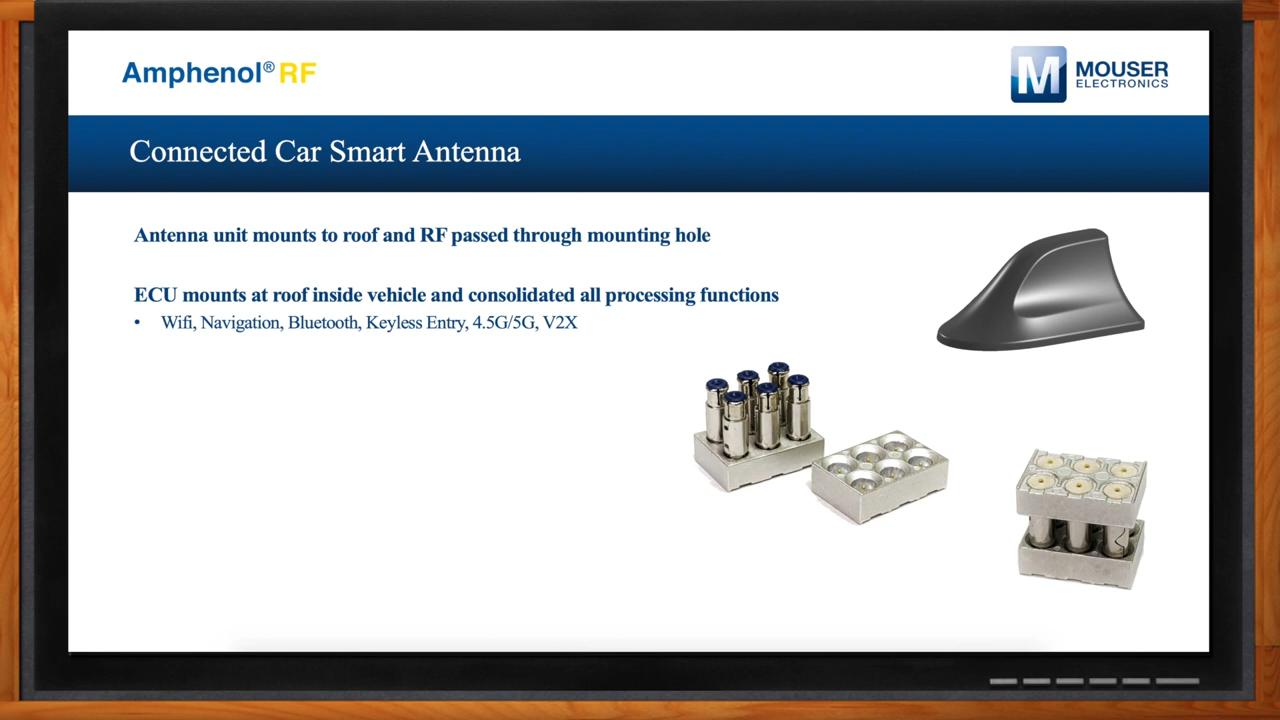 Amphenol® RF
M MOUSER
ELECTRONICS
Connected Car Smart Antenna
Antenna unit mounts to roof and RF passed through mounting hole
ECU mounts at roof inside vehicle and consolidated all processing functions
• Wifi, Navigation, Bluetooth, Keyless Entry, 4.5G/5G, V2X